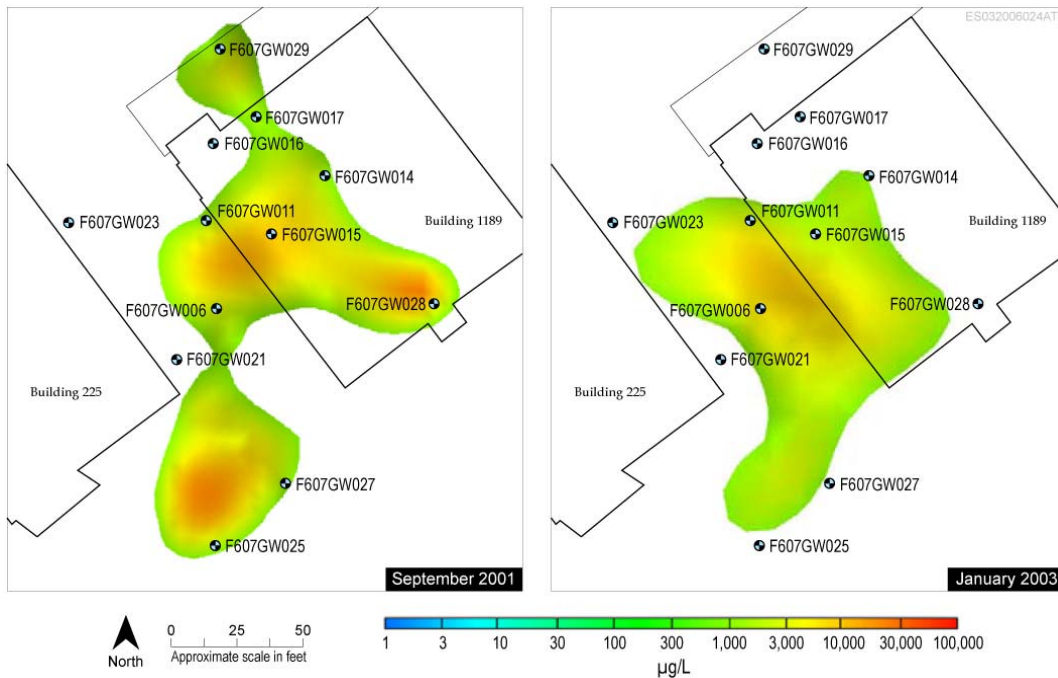 ES032006024AT
F607GW029
F607GW017
F607GW016
F607GW014
F607GW023
F607GW011
F607GW015
Building 1189
F607GW028
F607GW006
F607GW021
Building 225
F607GW027
F607GW025
September 2001
F607GW029
F607GW017
F607GW016
F607GW014
F607GW023
F607GW011
F607GW015
Building 1189
F607GW028
F607GW006
F607GW021
Building 225
F607GW027
F607GW025
January 2003
North
0 25 50
Approximate scale in feet
1 3 10 30 100 300 1,000 3,000 10,000 30,000 100,000
µg/L